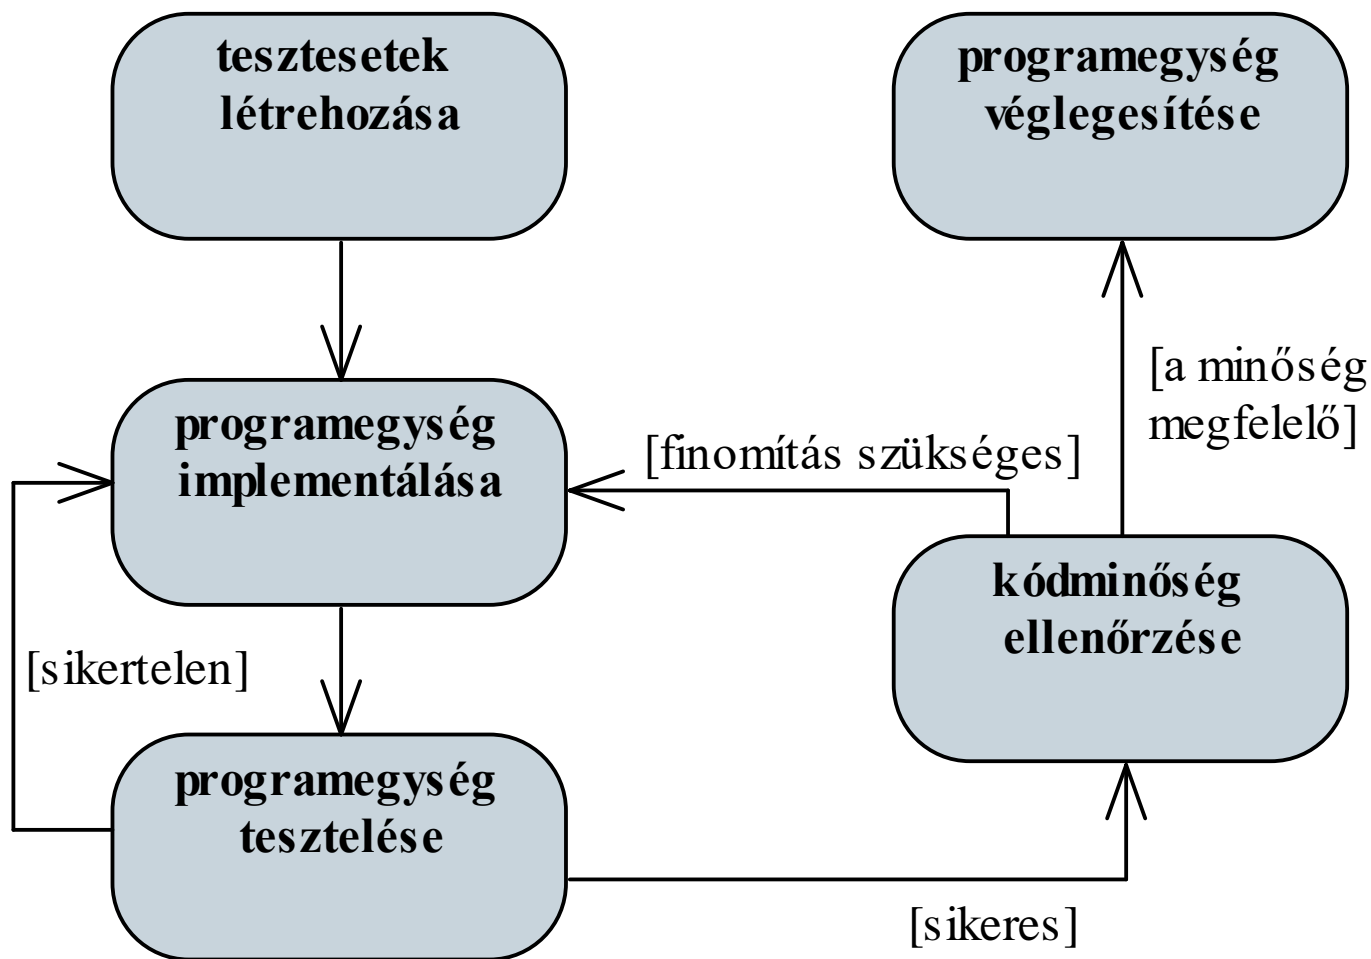 tesztesetek
létrehozása
programegység
véglegesítése
programegység
implementálása
[finomítás szükséges]
[a minőség
megfelelő]
kódminőség
ellenőrzése
[sikertelen]
programegység
tesztelése
[sikeres]